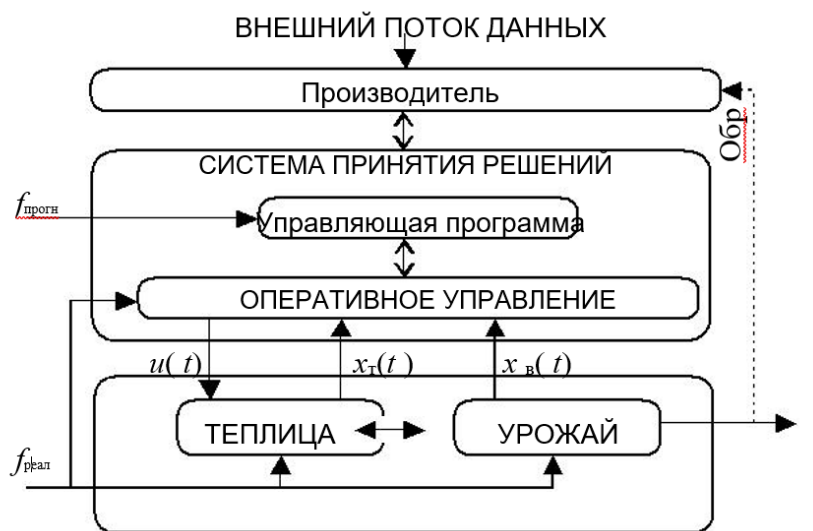 ВНЕШНИЙ ПОТОК ДАННЫХ
Производитель
Обр
СИСТЕМА ПРИНЯТИЯ РЕШЕНИЙ
fпрогн
Управляющая программа
ОПЕРАТИВНОЕ УПРАВЛЕНИЕ
u( t) xт(t ) x в( t)
ТЕПЛИЦА УРОЖАЙ
fреал